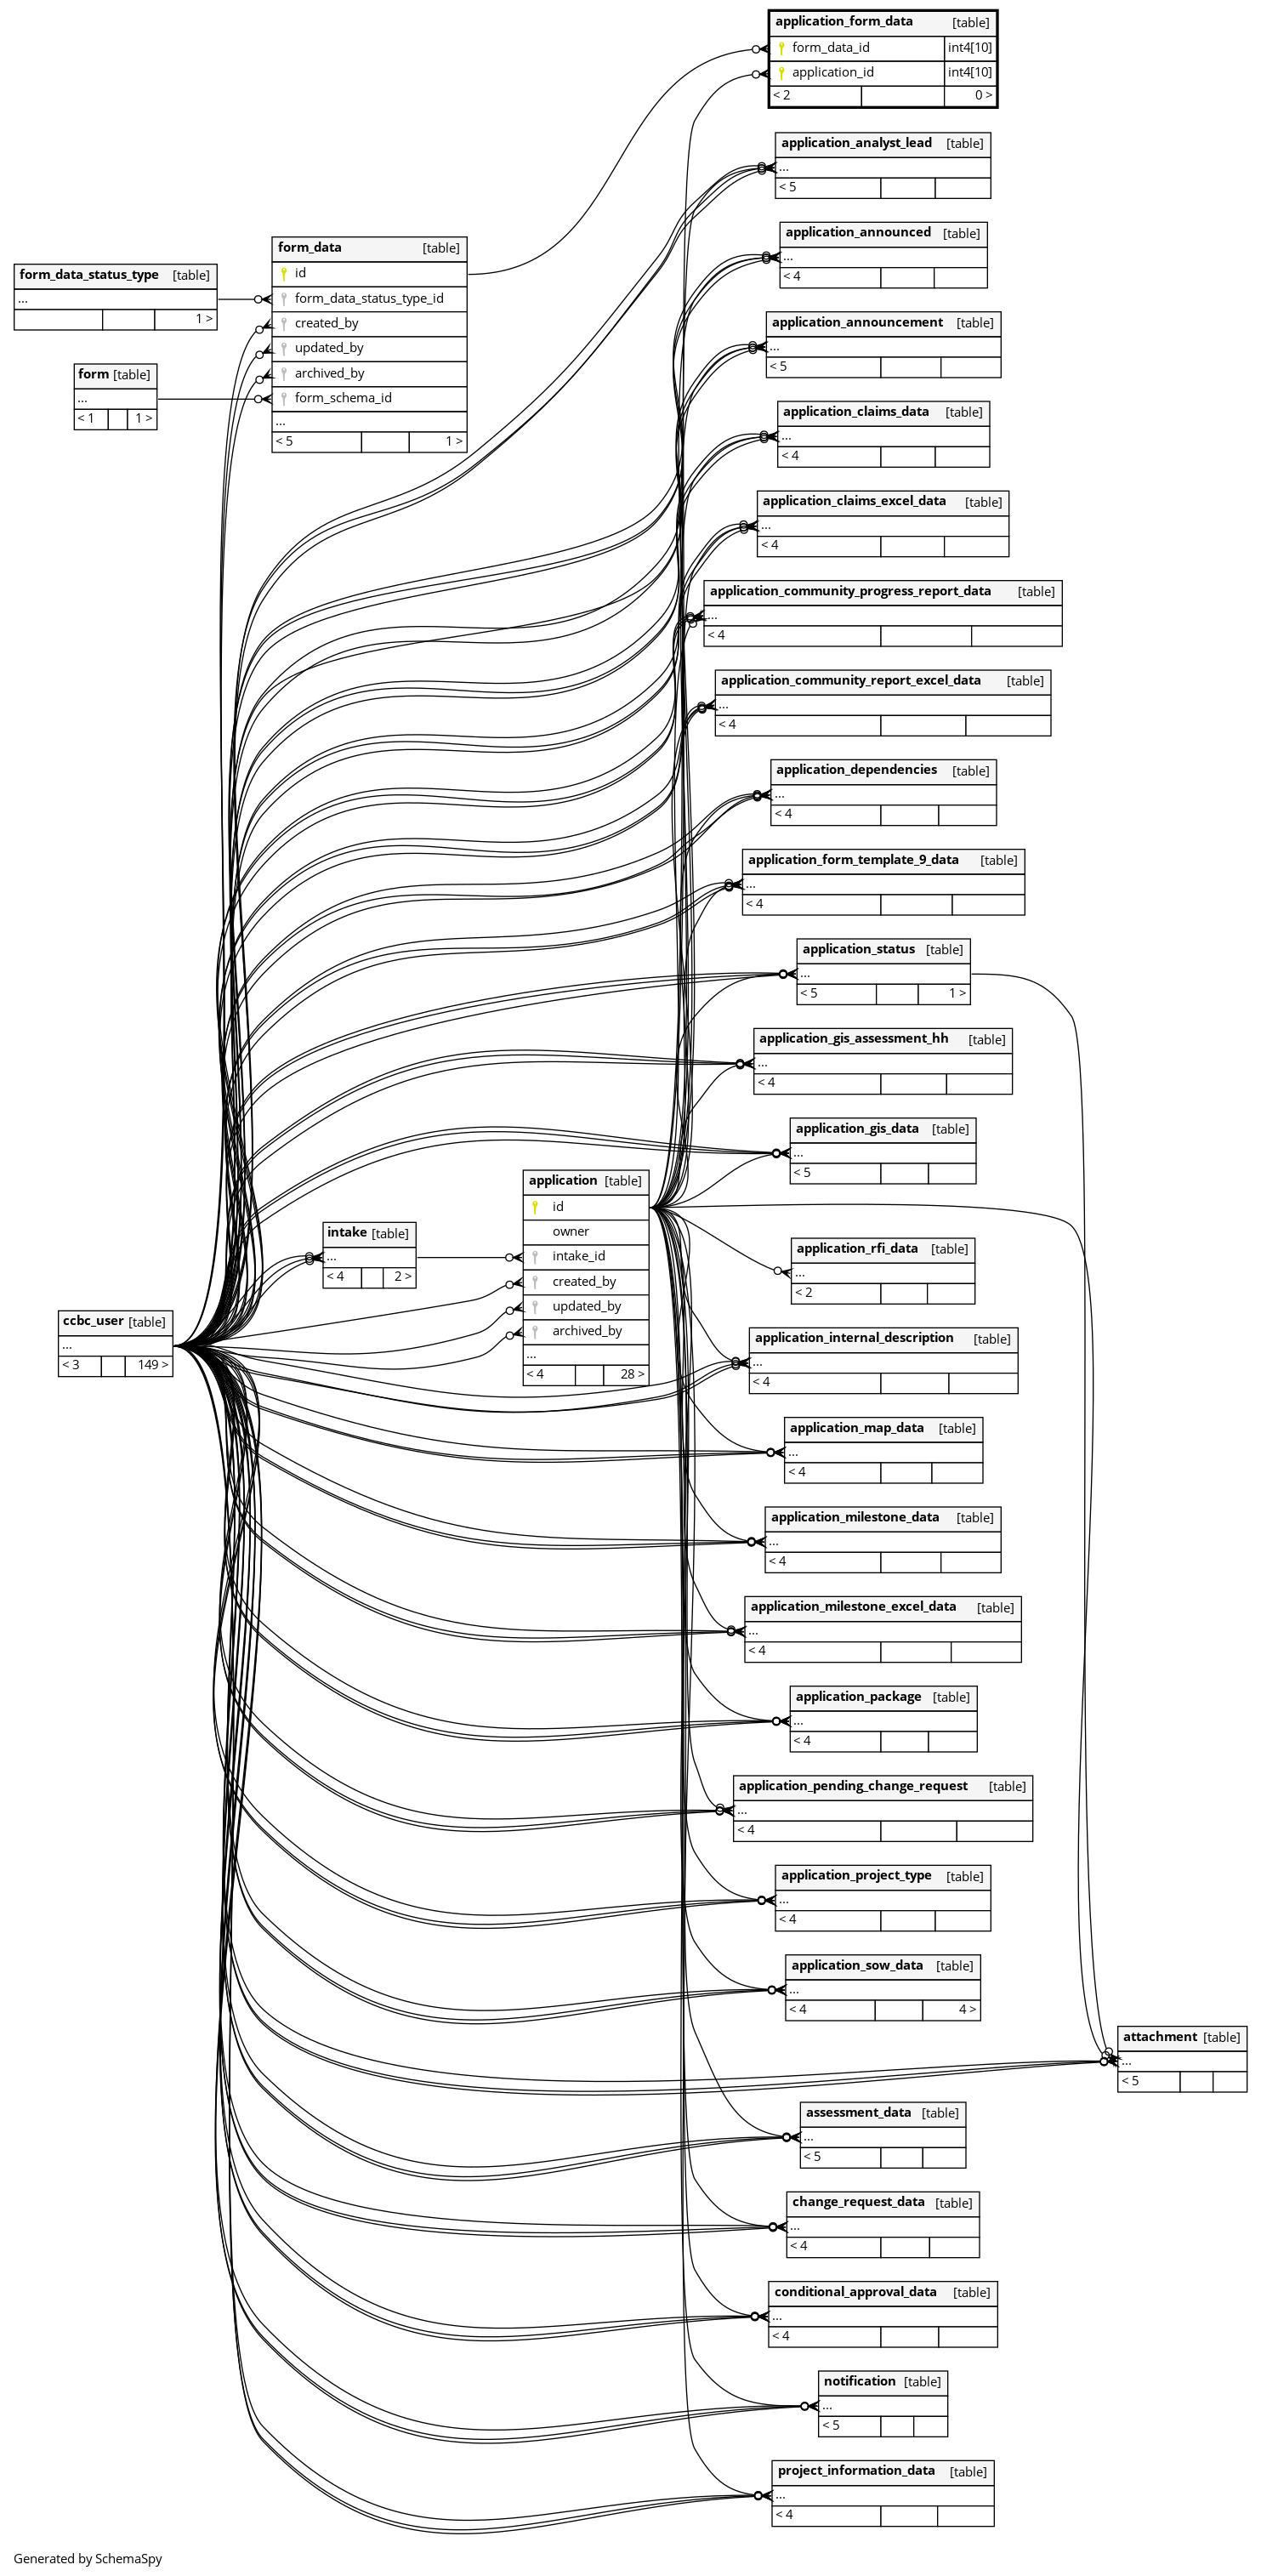 application_form_data [table]
form_data_id int4[10]
application_id int4[10]
< 2 0 >
application_analyst_lead [table]
...
< 5
application_announced [table]
...
< 4
form_data [table]
id
form_data_status_type_id
created_by
updated_by
archived_by
form_schema_id
...
< 5 1 >
form_data_status_type [table]
...
1 >
form [table]
...
< 1 1 >
application_announcement [table]
...
< 5
application_claims_data [table]
...
< 4
application_claims_excel_data [table]
...
< 4
application_community_progress_report_data [table]
...
< 4
application_community_report_excel_data [table]
...
< 4
application_dependencies [table]
...
< 4
application_form_template_9_data [table]
...
< 4
application_status [table]
...
< 5 1 >
application_gis_assessment_hh [table]
...
< 4
application_gis_data [table]
...
< 5
application [table]
id
owner
intake_id
created_by
updated_by
archived_by
...
< 4 28 >
intake [table]
...
< 4 2 >
ccbc_user [table]
...
< 3 149 >
application_rfi_data [table]
...
< 2
application_internal_description [table]
...
< 4
application_map_data [table]
...
< 4
application_milestone_data [table]
...
< 4
application_milestone_excel_data [table]
...
< 4
application_package [table]
...
< 4
application_pending_change_request [table]
...
< 4
application_project_type [table]
...
< 4
application_sow_data [table]
...
< 4 4 >
attachment [table]
...
< 5
assessment_data [table]
...
< 5
change_request_data [table]
...
< 4
conditional_approval_data [table]
...
< 4
notification [table]
...
< 5
project_information_data [table]
...
< 4
Generated by SchemaSpy